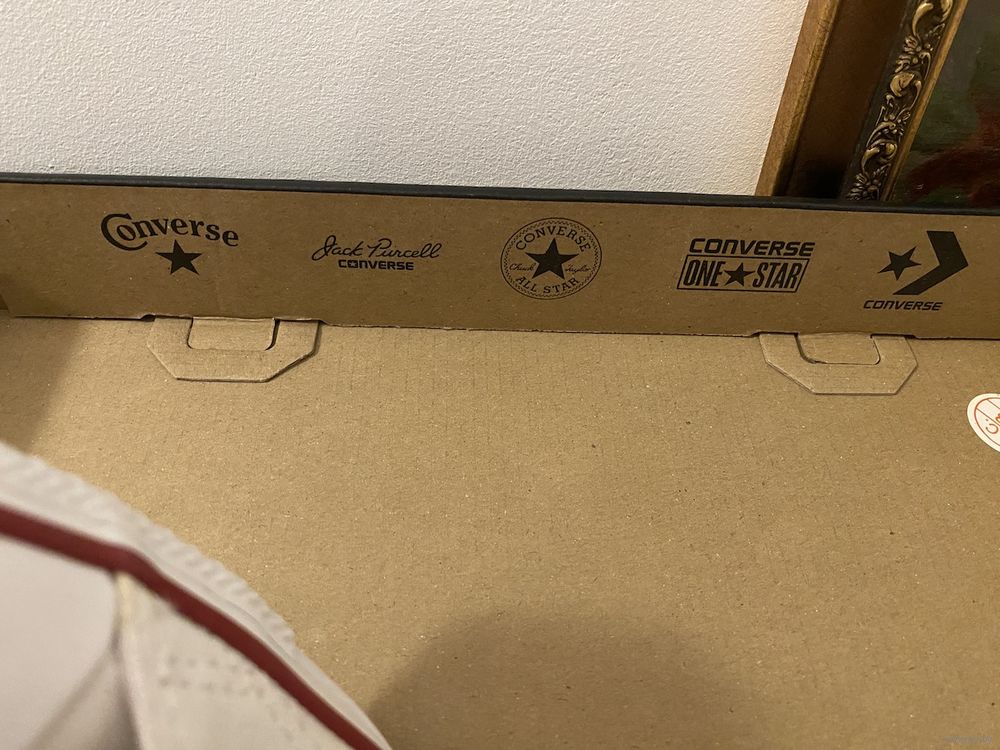 Converse
Jack Purcell
CONVERSE
CONVERSE
Chuck Taylor
ALL STAR
CONVERSE
ONE STAR
CONVERSE